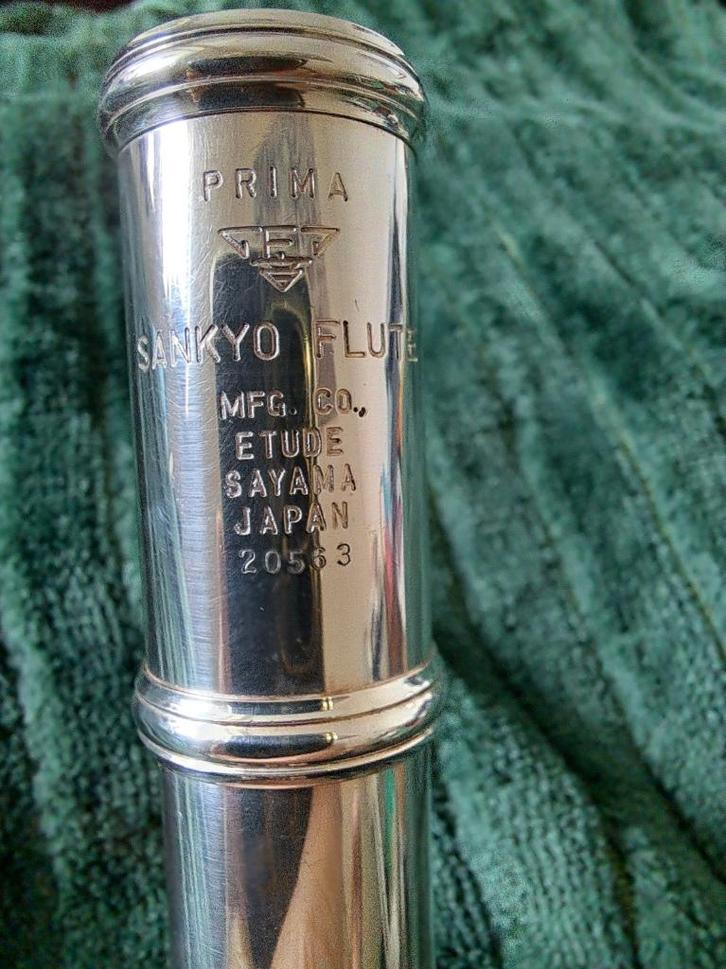 PRIMA
SANKYO FLUTE
MFG. CO.,
ETUDE
SAYAMA
JAPAN
20563